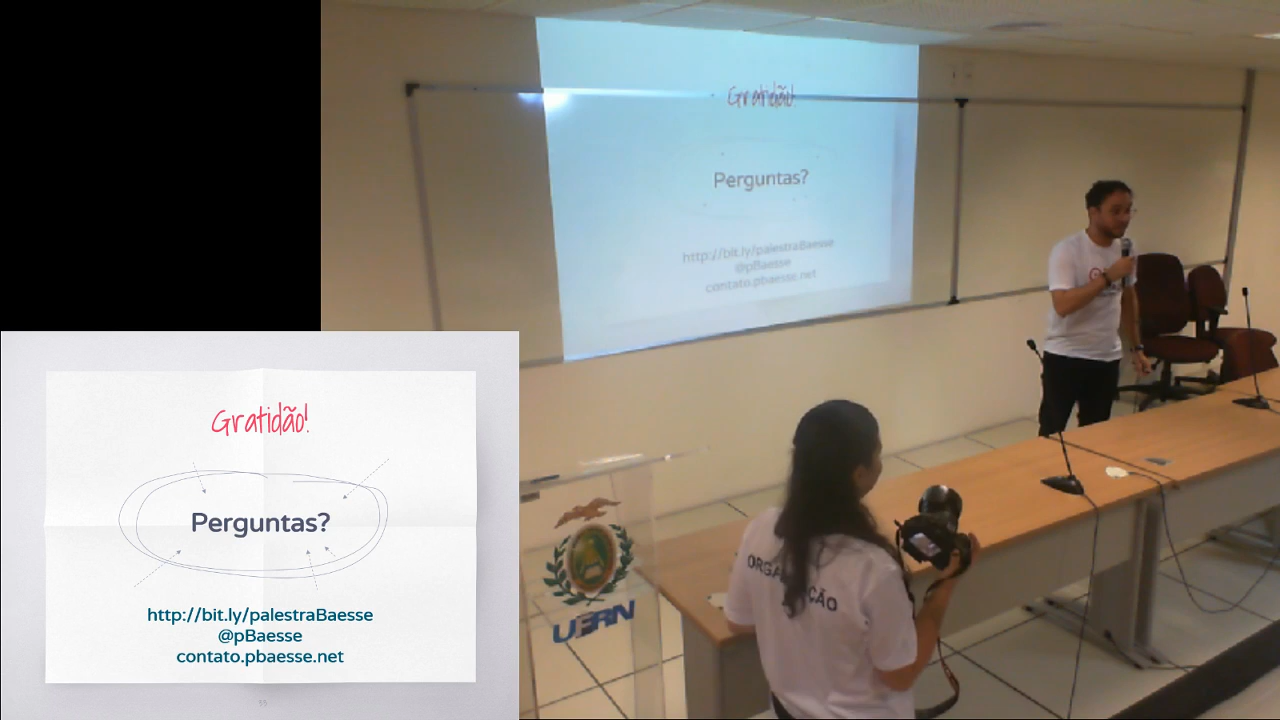 Gratidão!
Perguntas?
http://bit.ly/palestraBaesse
@pBaesse
contato.pbaesse.net
Gratidão!
Perguntas?
http://bit.ly/palestraBaesse
@pBaesse
contato.pbaesse.net
UERN